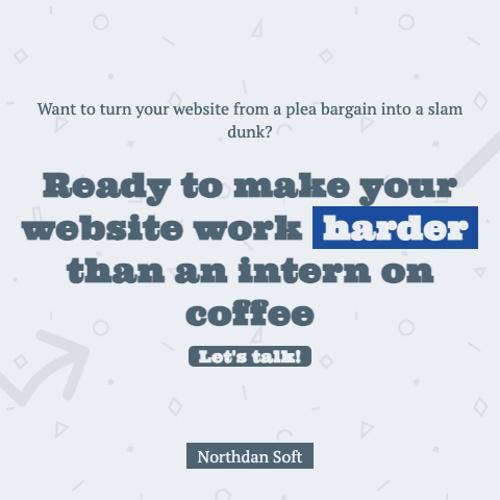 Want to turn your website from a plea bargain into a slam
dunk?
Ready to make your
website work harder
than an intern on
coffee
Let's talk!
Northdan Soft